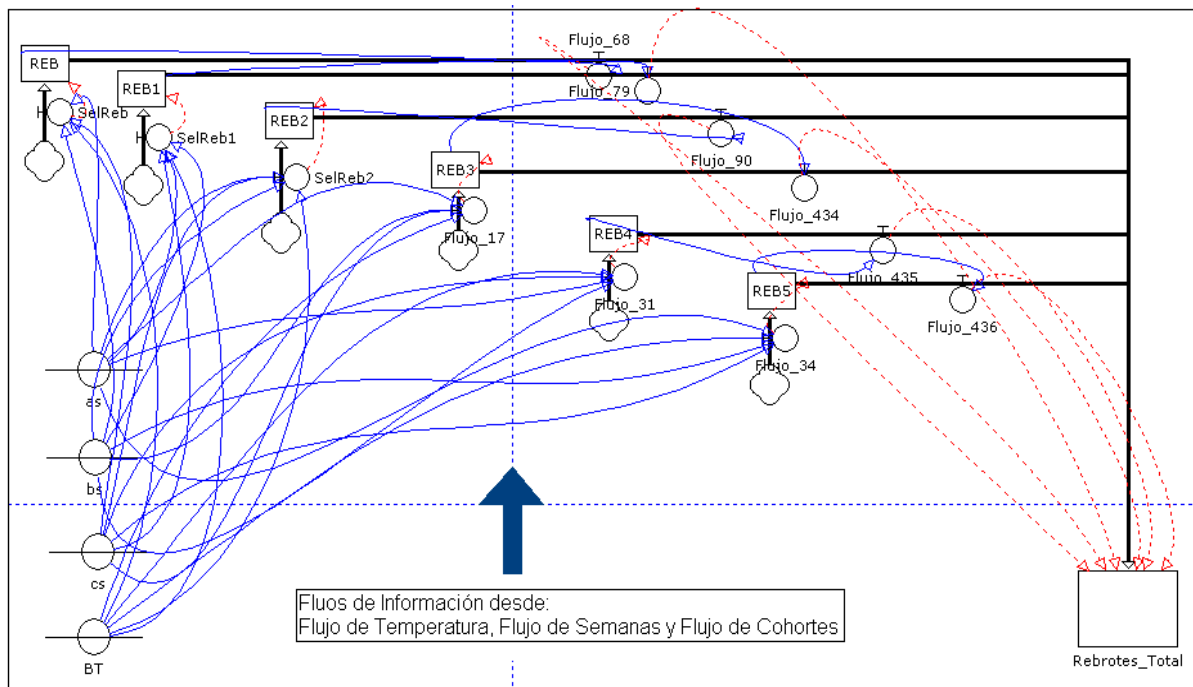 Flujo_68
REB
REB1
Flujo_79
SelReb
REB2
SelReb1
Flujo_90
REB3
SelReb2
Flujo_434
Flujo_17
REB4
Flujo_435
Flujo_31
REB5
Flujo_436
Flujo_34
as
bs
cs
BT
Fluos de Información desde:
Flujo de Temperatura, Flujo de Semanas y Flujo de Cohortes
Rebrotes_Total